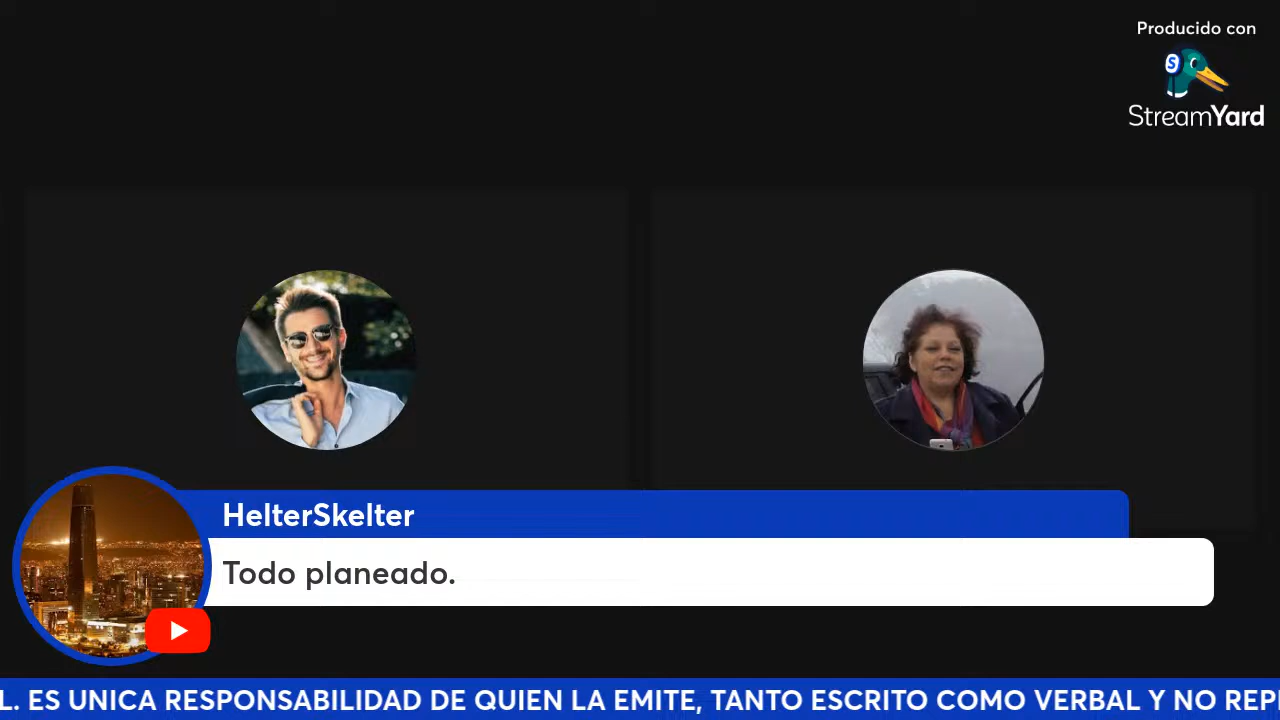 Producido con
StreamYard
HelterSkelter
Todo planeado.
L. ES UNICA RESPONSABILIDAD DE QUIEN LA EMITE, TANTO ESCRITO COMO VERBAL Y NO REP